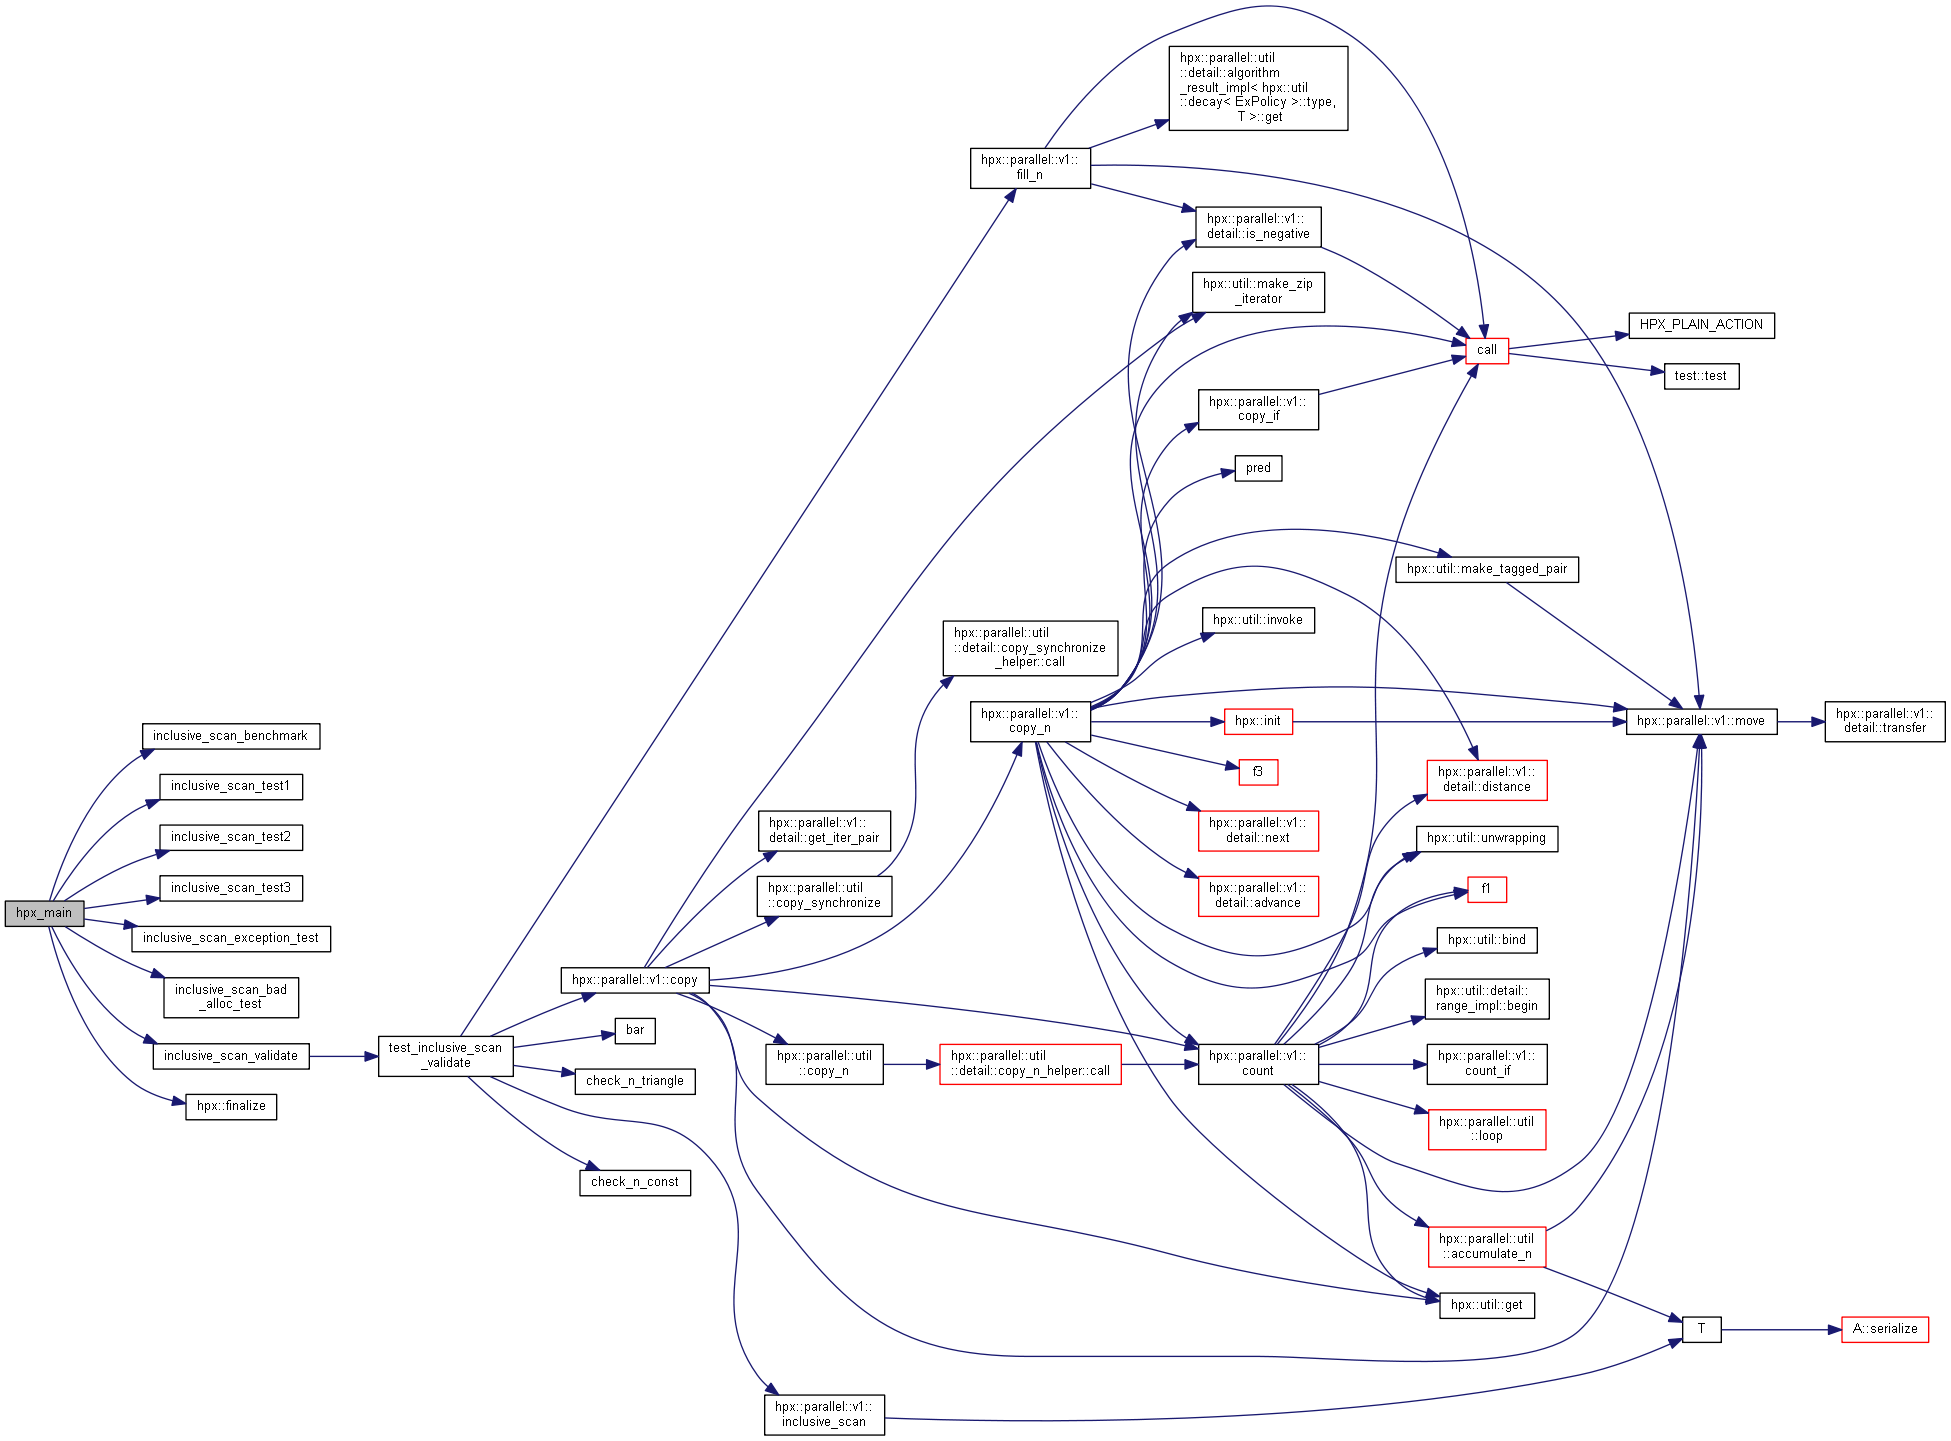 hpx_main
inclusive_scan_benchmark
inclusive_scan_test1
inclusive_scan_test2
inclusive_scan_test3
inclusive_scan_exception_test
inclusive_scan_bad
_alloc_test
inclusive_scan_validate
hpx::finalize
test_inclusive_scan
_validate
hpx::parallel::v1::copy
bar
check_n_triangle
check_n_const
hpx::parallel::v1::
detail::get_iter_pair
hpx::parallel::util
::copy_synchronize
hpx::parallel::util
::copy_n
hpx::parallel::v1::
inclusive_scan
hpx::parallel::v1::
fill_n
hpx::parallel::util
::detail::copy_synchronize
_helper::call
hpx::parallel::v1::
copy_n
hpx::parallel::util
::detail::copy_n_helper::call
hpx::parallel::util
::detail::algorithm
_result_impl< hpx::util
::decay< ExPolicy >::type,
T >::get
hpx::parallel::v1::
detail::is_negative
hpx::util::make_zip
_iterator
hpx::parallel::v1::
copy_if
pred
hpx::util::invoke
hpx::init
f3
hpx::parallel::v1::
detail::next
hpx::parallel::v1::
detail::advance
hpx::parallel::v1::
count
call
hpx::util::make_tagged_pair
hpx::parallel::v1::
detail::distance
hpx::util::unwrapping
f1
hpx::util::bind
hpx::util::detail::
range_impl::begin
hpx::parallel::v1::
count_if
hpx::parallel::util
::loop
hpx::parallel::util
::accumulate_n
hpx::util::get
HPX_PLAIN_ACTION
test::test
hpx::parallel::v1::move
T
hpx::parallel::v1::
detail::transfer
A::serialize